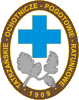 TATRZAŃSKIE OCHOTNICZE POGOTOWIE RATUNKOWE
1909